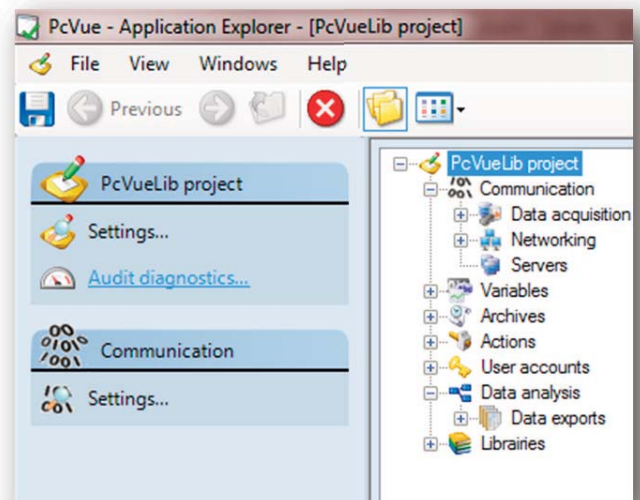 PcVue - Application Explorer - [PcVueLib project]
File View Windows Help
Previous
PcVueLib project
Settings...
Audit diagnostics...
Communication
Settings...
PcVueLib project
Communication
Data acquisition
Networking
Servers
Variables
Archives
Actions
User accounts
Data analysis
Data exports
Librairies